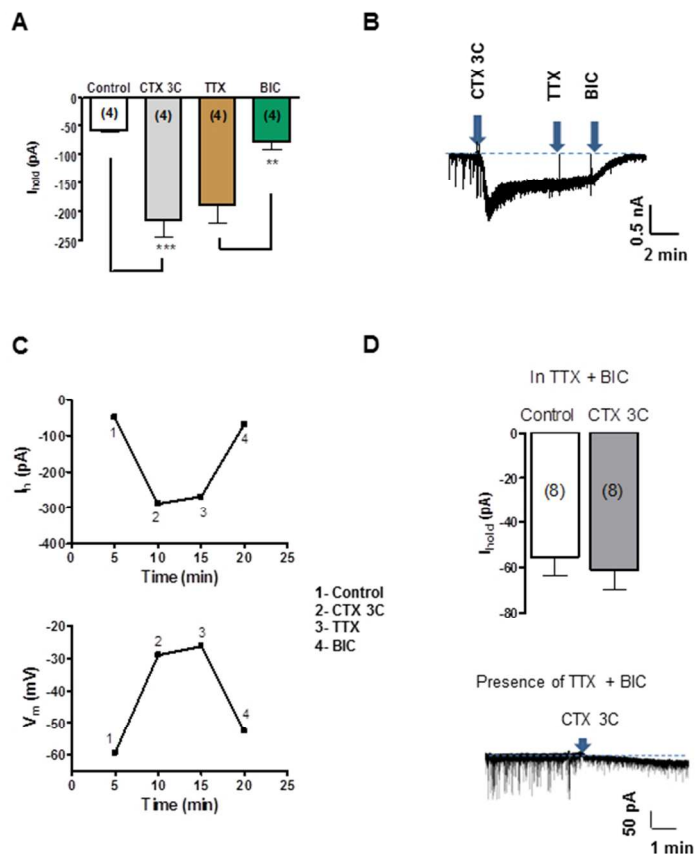 A
Control CTX 3C TTX BIC
0
-50
-100
-150
-200
-250
I_hold (pA)
(4) (4) (4) (4)
***
**
B
CTX 3C
TTX
BIC
0.5 nA
2 min
C
0
-100
-200
-300
-400
I_h (pA)
1
2
3
4
0 5 10 15 20 25
Time (min)
-20
-30
-40
-50
-60
V_m (mV)
1
2
3
4
0 5 10 15 20 25
Time (min)
1- Control
2- CTX 3C
3- TTX
4- BIC
D
In TTX + BIC
Control CTX 3C
0
-20
-40
-60
-80
I_hold (pA)
(8) (8)
Presence of TTX + BIC
CTX 3C
50 pA
1 min